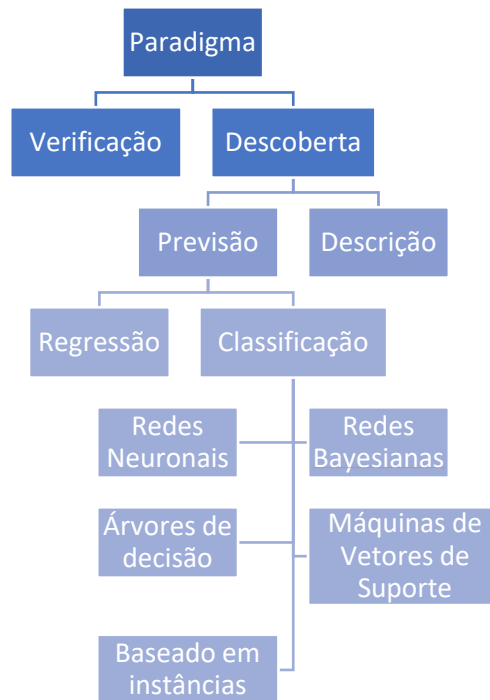 Paradigma
Verificação
Descoberta
Previsão
Descrição
Regressão
Classificação
Redes
Neuronais
Redes
Bayesianas
Árvores de
decisão
Máquinas de
Vetores de
Suporte
Baseado em
instâncias